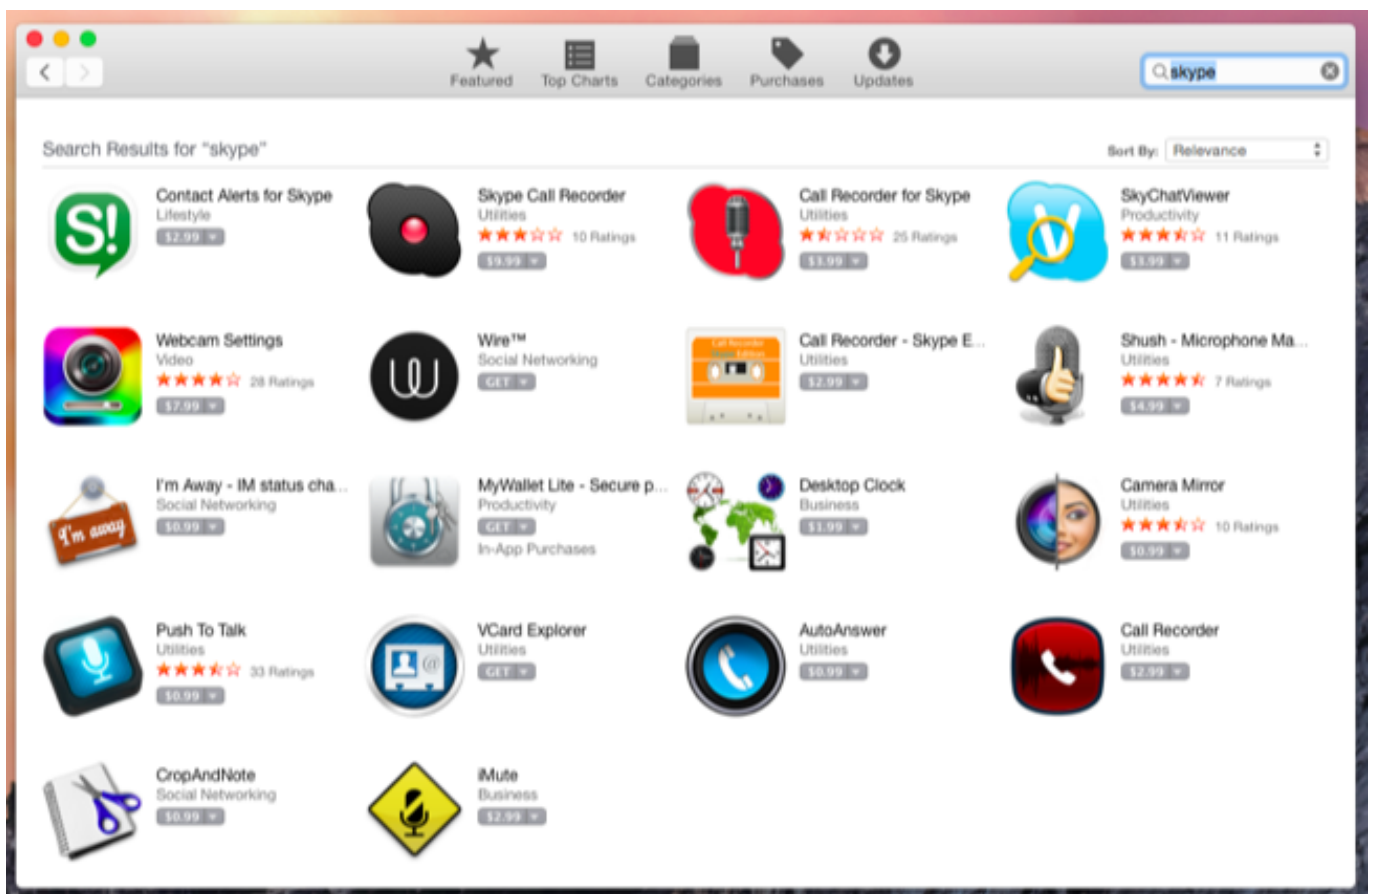 skype
Featured
Top Charts
Categories
Purchases
Updates
Search Results for “skype”
Sort By: Relevance
S!
Contact Alerts for Skype
Lifestyle
$2.99
Skype Call Recorder
Utilities
10 Ratings
$9.99
Call Recorder for Skype
Utilities
25 Ratings
$3.99
V
SkyChatViewer
Productivity
11 Ratings
$3.99
Webcam Settings
Video
28 Ratings
$7.99
Wire™
Social Networking
GET
Call Recorder
Call Recorder - Skype E...
Utilities
$2.99
Shush - Microphone Ma...
Utilities
7 Ratings
$4.99
I'm away
I'm Away - IM status cha...
Social Networking
$0.99
MyWallet Lite - Secure p...
Productivity
GET
In-App Purchases
Desktop Clock
Business
$1.99
Camera Mirror
Utilities
10 Ratings
$0.99
Push To Talk
Utilities
33 Ratings
$0.99
@
VCard Explorer
Utilities
GET
AutoAnswer
Utilities
$0.99
Call Recorder
Utilities
$2.99
CropAndNote
Social Networking
$0.99
iMute
Business
$2.99